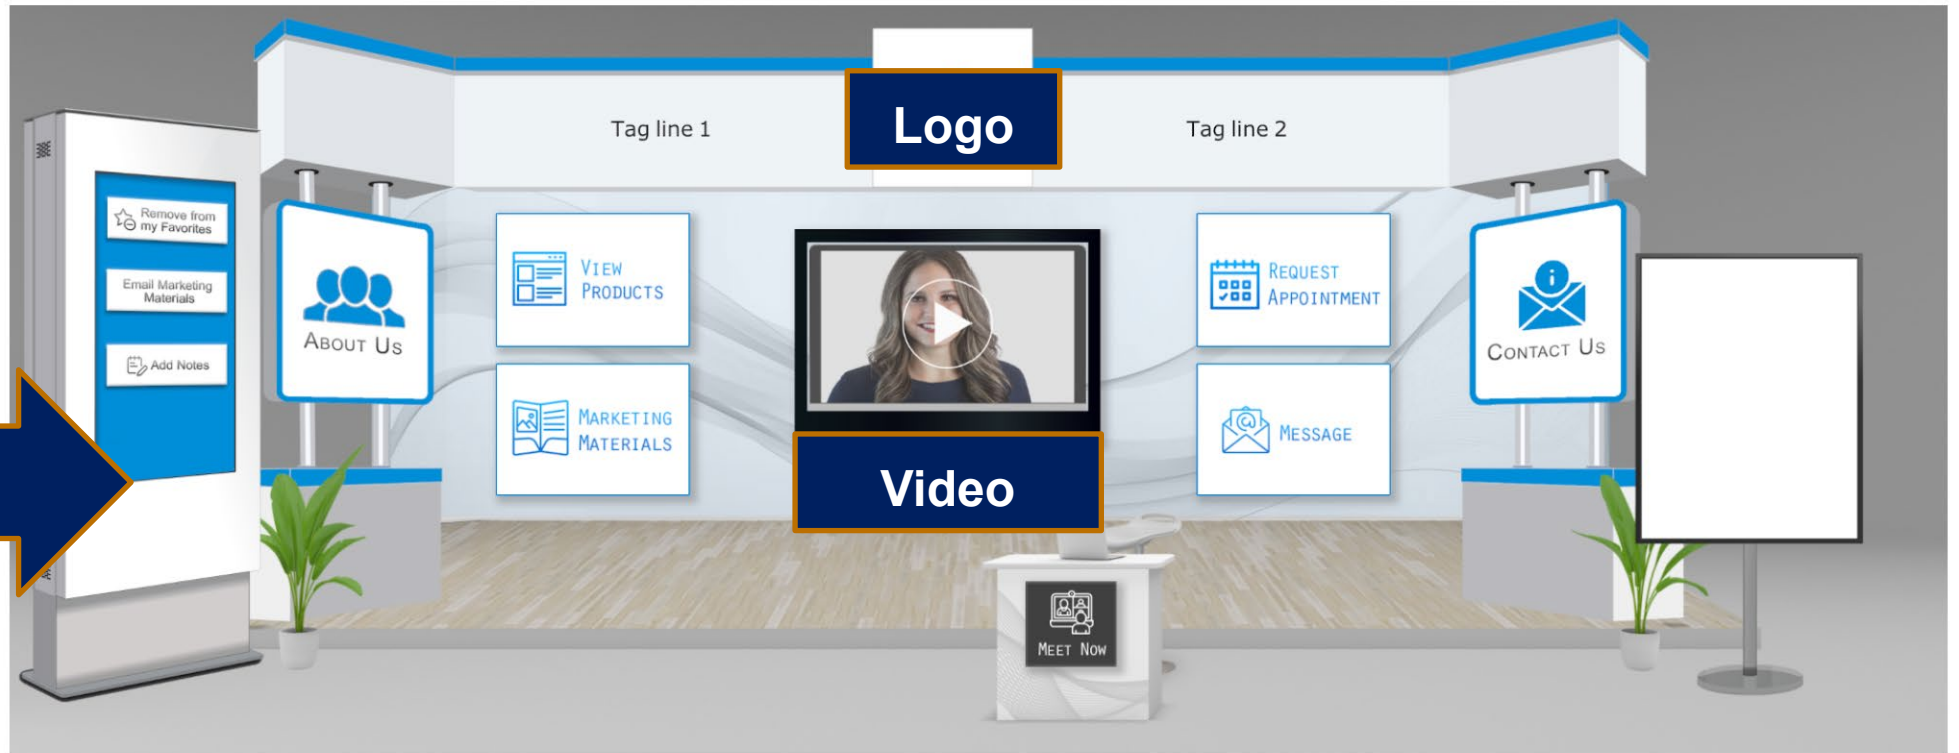 Logo
Tag line 1
Tag line 2
Remove from
my Favorites
Email Marketing
Materials
Add Notes
ABOUT US
VIEW
PRODUCTS
MARKETING
MATERIALS
Video
REQUEST
APPOINTMENT
@
MESSAGE
i
CONTACT US
MEET NOW